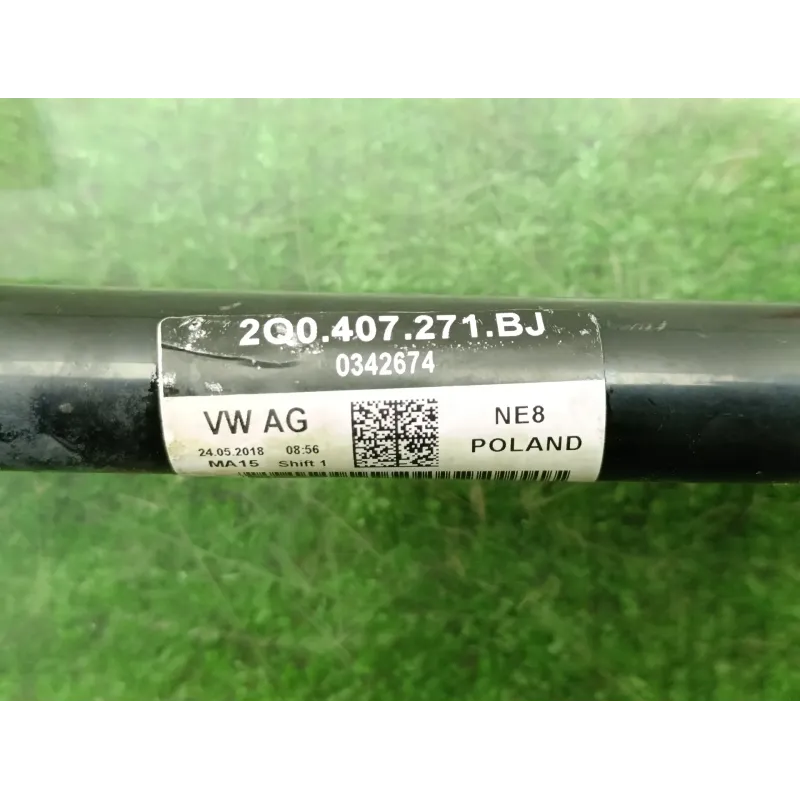 2Q0.407.271.BJ
0342674
VW AG
NE8
24.05.2018 08:56
POLAND
MA15 Shift 1